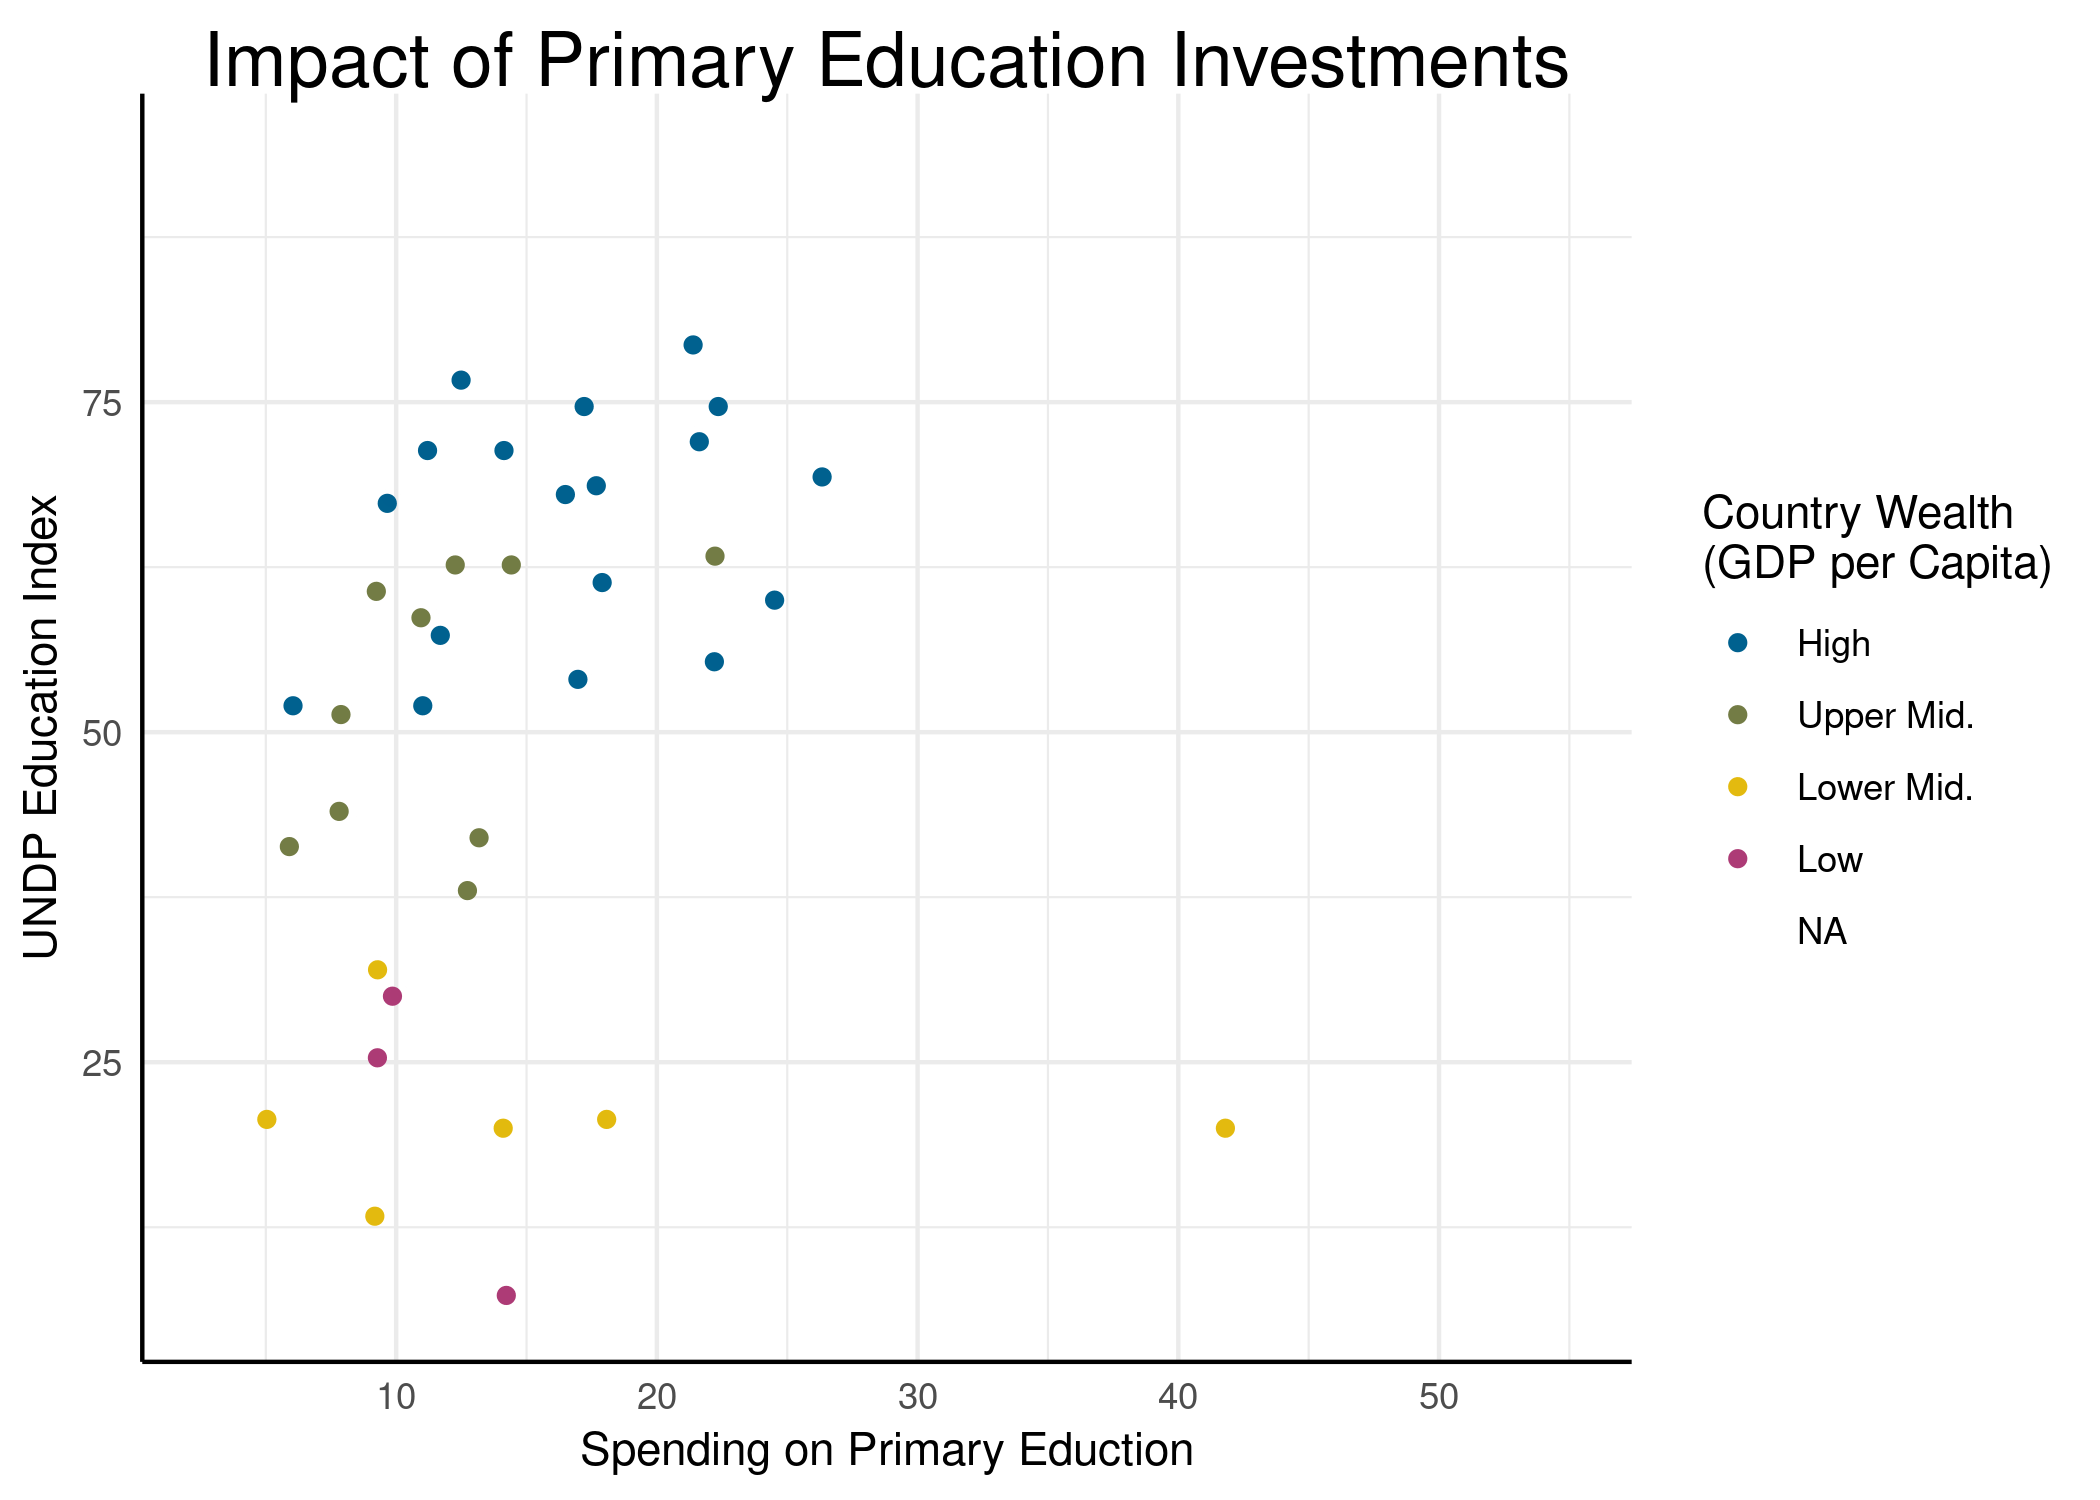 Impact of Primary Education Investments
UNDP Education Index
75
50
25
10 20 30 40 50
Spending on Primary Eduction
Country Wealth
(GDP per Capita)
High
Upper Mid.
Lower Mid.
Low
NA